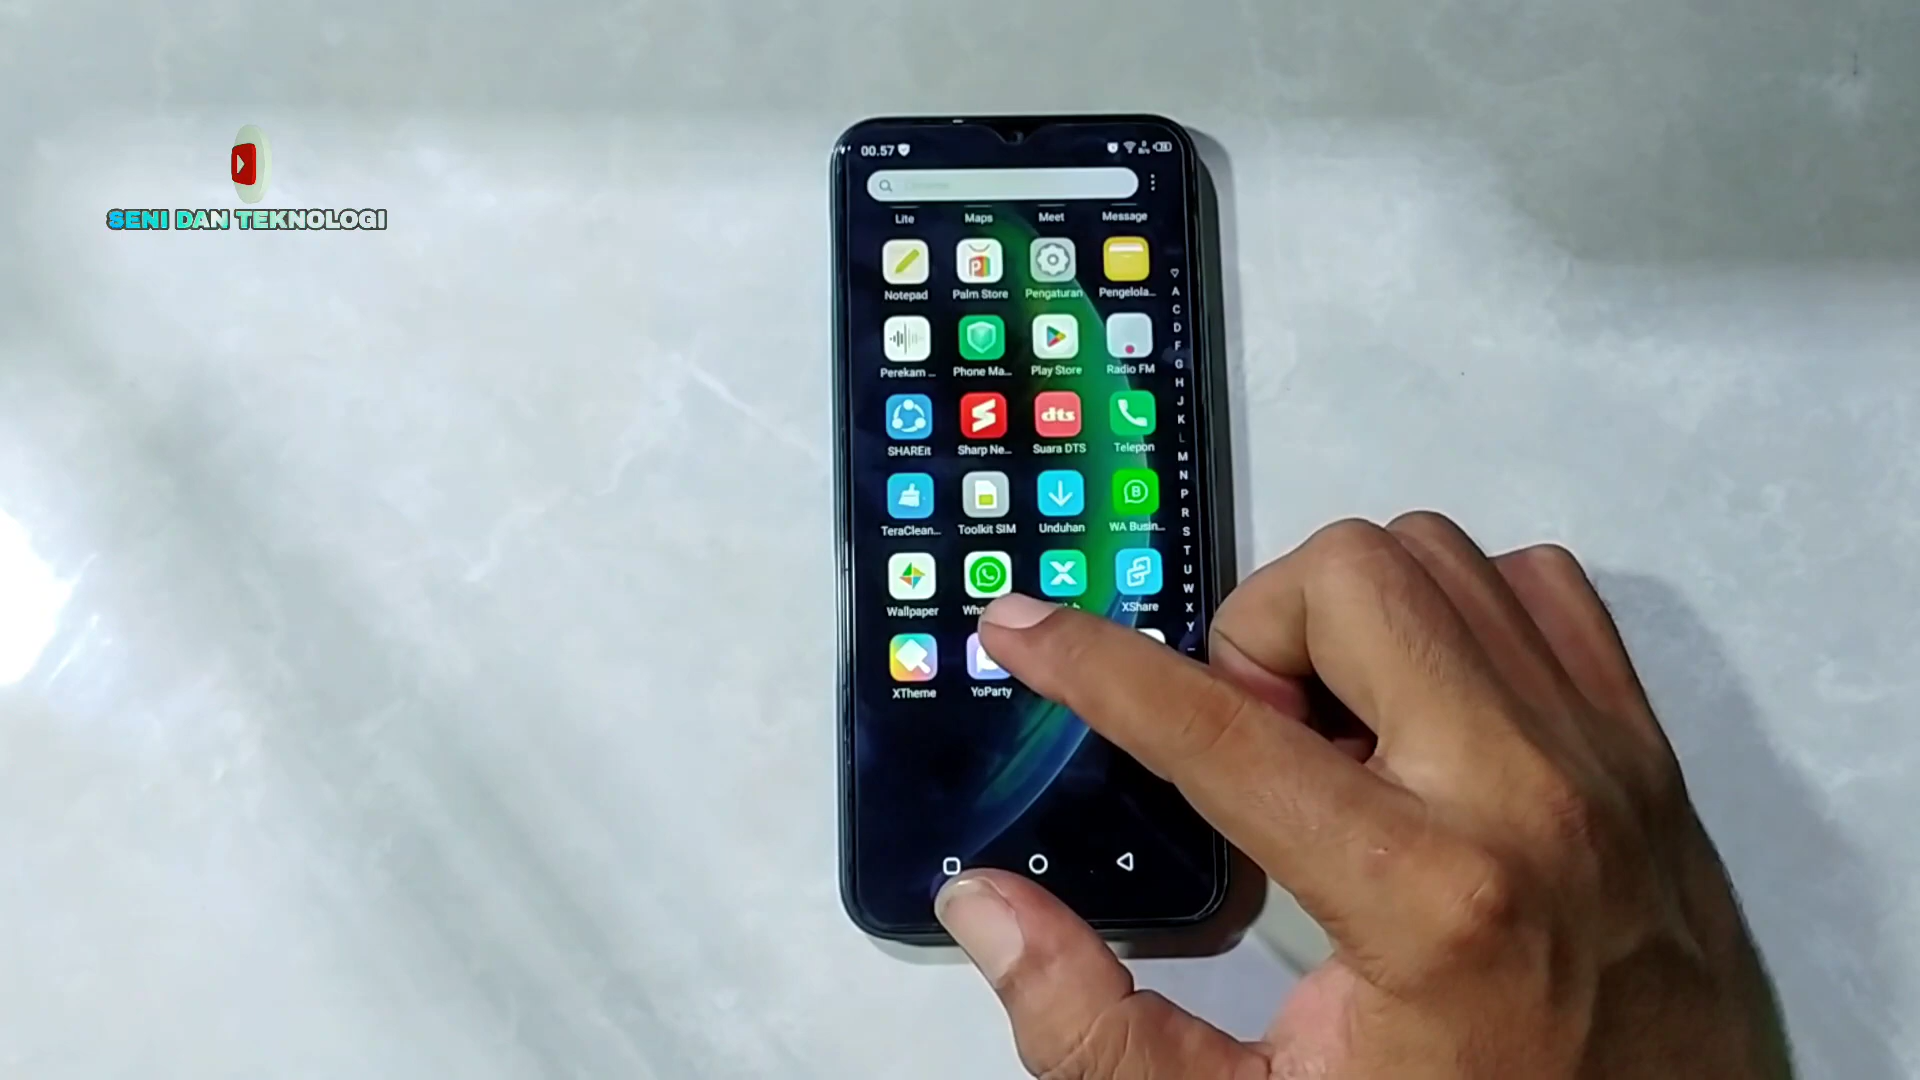 SENI DAN TEKNOLOGI
00.57
Lite Maps Meet Message
Notepad Palm Store Pengaturan Pengelola...
Perekam ... Phone Ma... Play Store Radio FM
SHAREit Sharp Ne... Suara DTS Telepon
dts
TeraClean... Toolkit SIM Unduhan WA Busin...
Wallpaper XShare
XTheme YoParty
A
C
D
F
G
H
J
K
L
M
N
P
R
S
T
U
W
X
Y